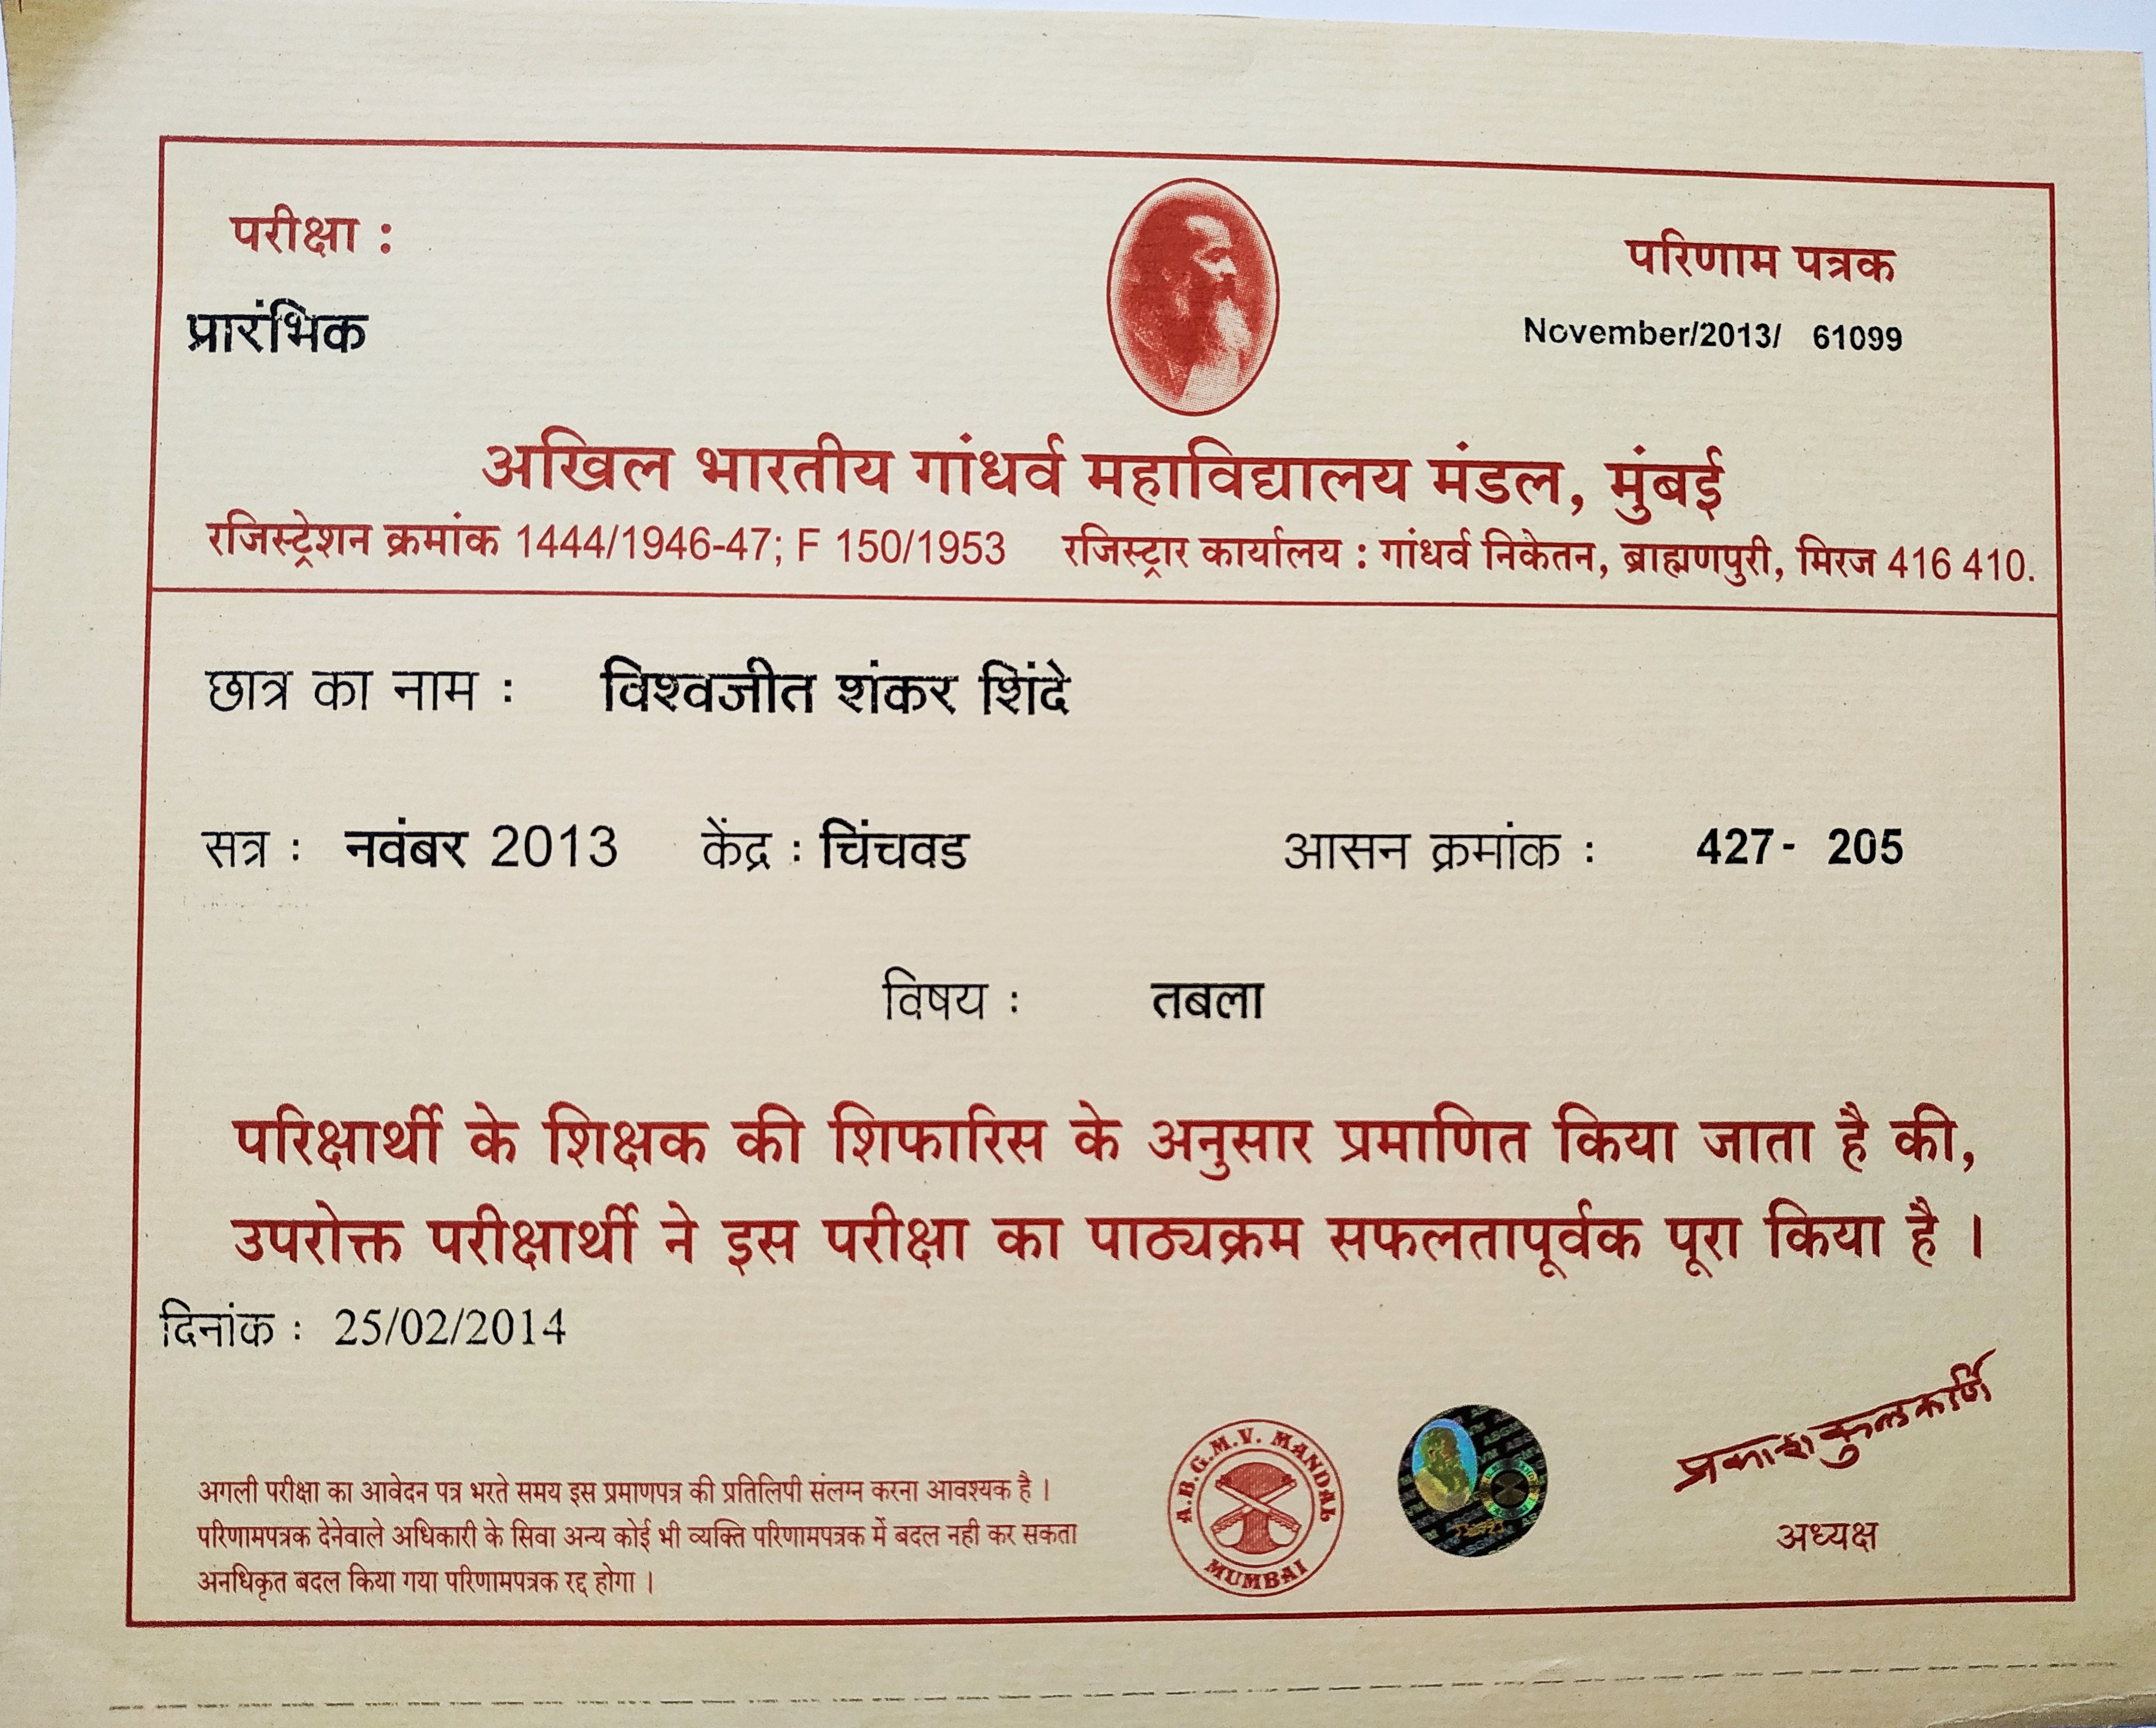 परीक्षा :
परिणाम पत्रक
प्रारंभिक
November/2013/ 61099
अखिल भारतीय गांधर्व महाविद्यालय मंडल, मुंबई
रजिस्ट्रेशन क्रमांक 1444/1946-47; F 150/1953 रजिस्ट्रार कार्यालय : गांधर्व निकेतन, ब्राह्मणपुरी, मिरज 416 410.
छात्र का नाम : विश्वजीत शंकर शिंदे
सत्र : नवंबर 2013 केंद्र : चिंचवड आसन क्रमांक : 427- 205
विषय : तबला
परिक्षार्थी के शिक्षक की शिफारिस के अनुसार प्रमाणित किया जाता है की,
उपरोक्त परीक्षार्थी ने इस परीक्षा का पाठ्यक्रम सफलतापूर्वक पूरा किया है ।
दिनांक : 25/02/2014
प्रकाश कुलकर्णि
अध्यक्ष
A.B.G.M.V. MANDAL
MUMBAI
अगली परीक्षा का आवेदन पत्र भरते समय इस प्रमाणपत्र की प्रतिलिपी संलग्न करना आवश्यक है ।
परिणामपत्रक देनेवाले अधिकारी के सिवा अन्य कोई भी व्यक्ति परिणामपत्रक में बदल नही कर सकता
अनधिकृत बदल किया गया परिणामपत्रक रद्द होगा ।